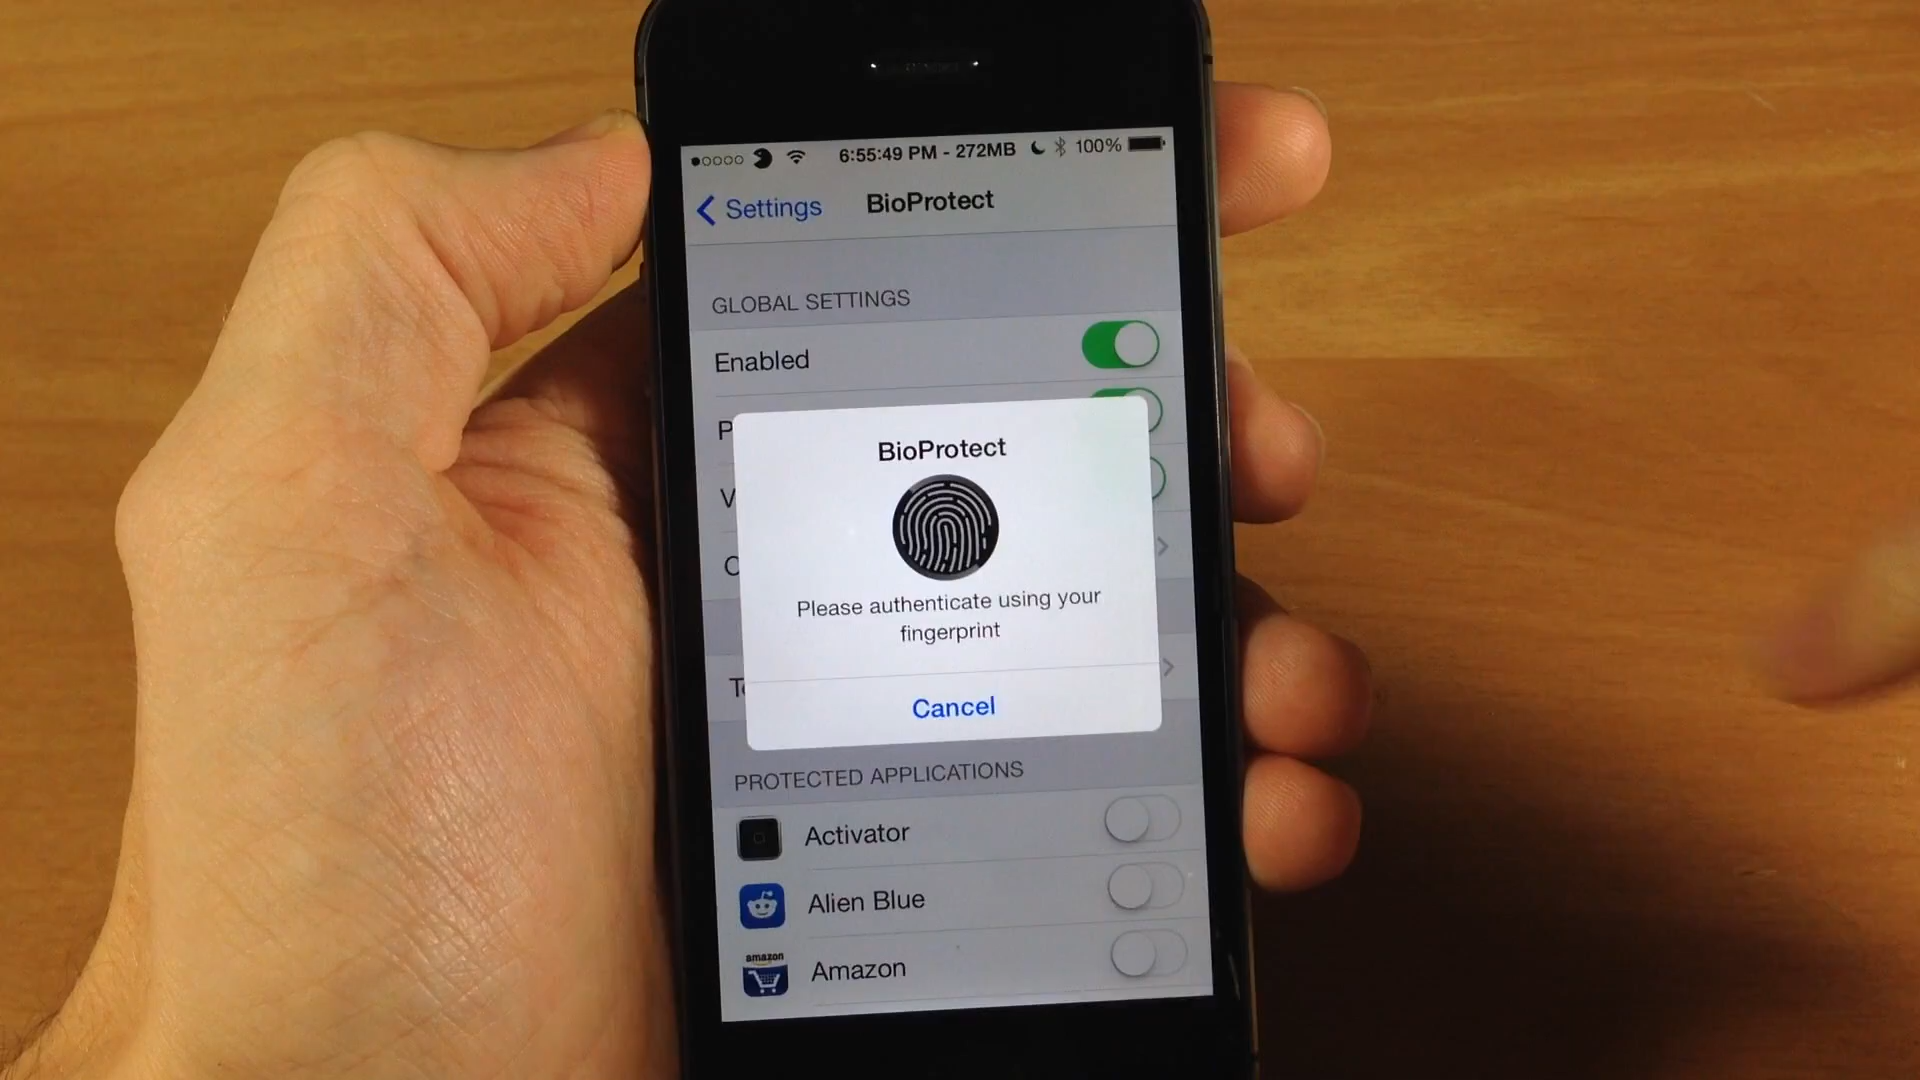 6:55:49 PM - 272MB 100%
Settings BioProtect
GLOBAL SETTINGS
Enabled
P
BioProtect
V
C
Please authenticate using your
fingerprint
Cancel
PROTECTED APPLICATIONS
Activator
Alien Blue
amazon
Amazon